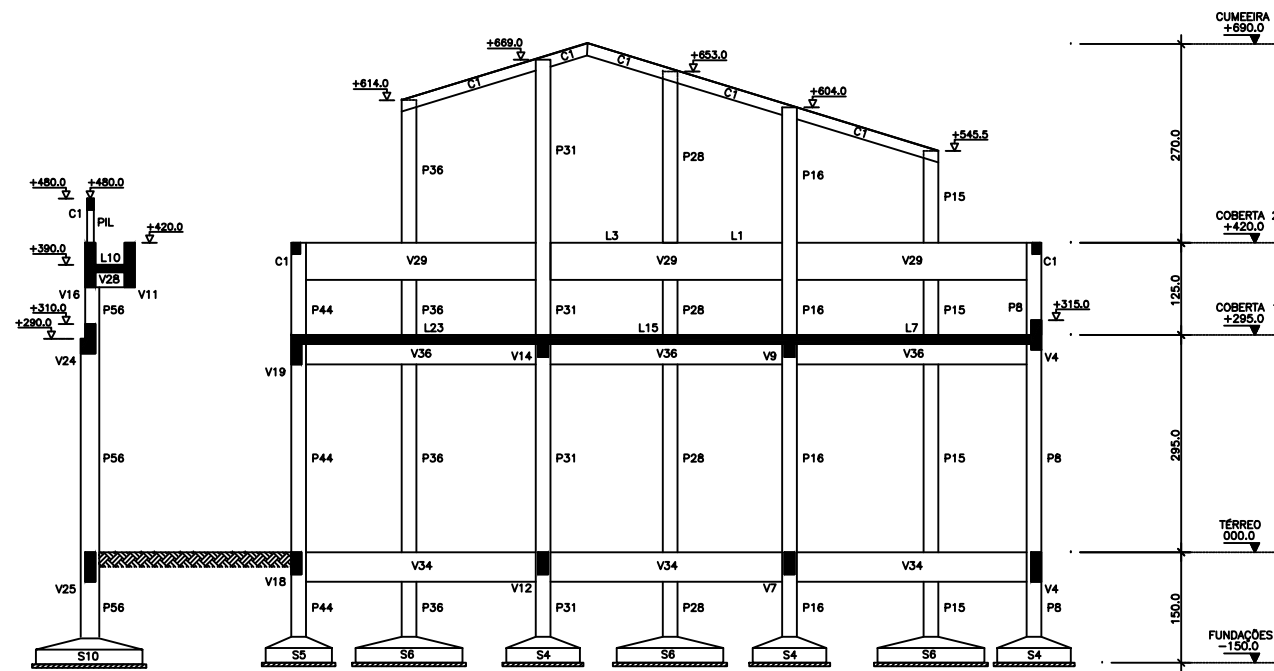 CUMEEIRA
+690.0
+669.0
C1
C1
+653.0
+614.0
C1
C1
+604.0
C1
+545.5
270.0
P36
P31
P28
P16
P15
+480.0
+480.0
C1
PIL
+420.0
COBERTA 2
+420.0
L3
L1
+390.0
L10
V28
C1
V29
V29
V29
C1
V16
V11
125.0
+310.0
P56
P44
P36
P31
P28
P16
P15
P8
+315.0
+290.0
COBERTA
+295.0
L23
L15
L7
V24
V19
V36
V14
V36
V9
V36
V4
295.0
P56
P44
P36
P31
P28
P16
P15
P8
TÉRREO
000.0
V25
V18
V34
V12
V34
V7
V34
V4
150.0
P56
P44
P36
P31
P28
P16
P15
P8
FUNDAÇÕES
-150.0
S10
S5
S6
S4
S6
S4
S6
S4